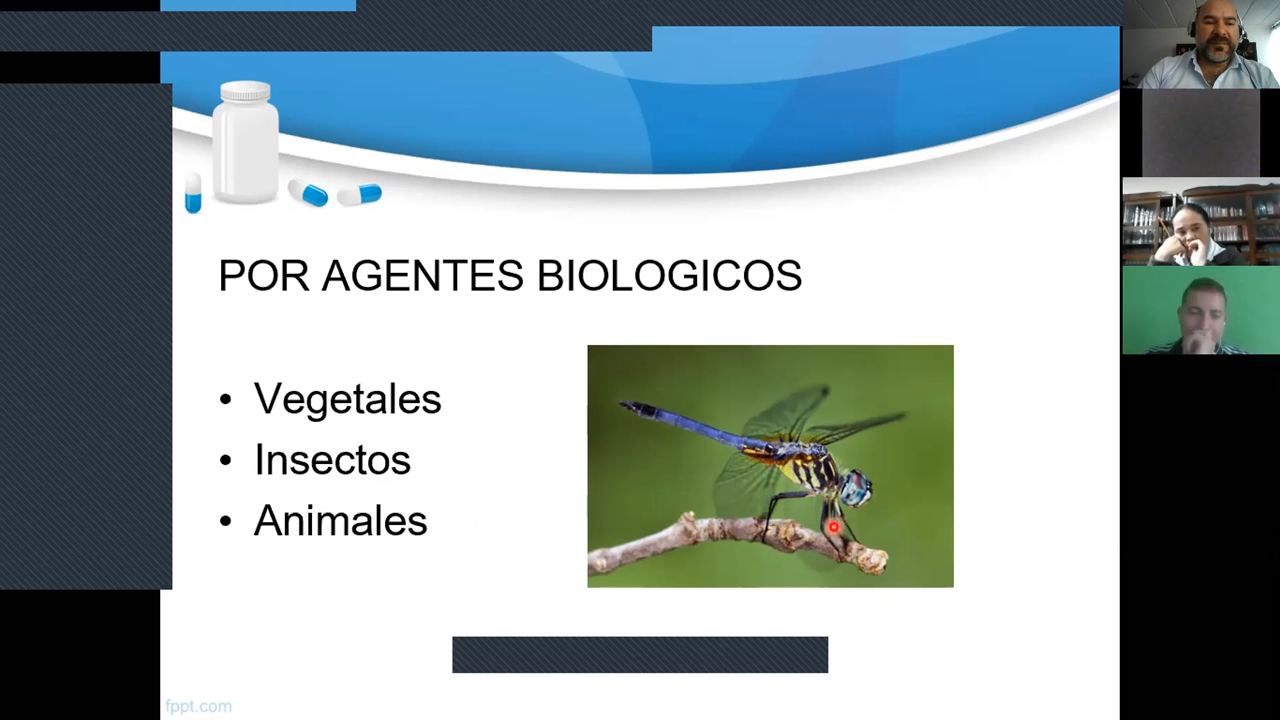 POR AGENTES BIOLOGICOS
• Vegetales
• Insectos
• Animales
fppt.com